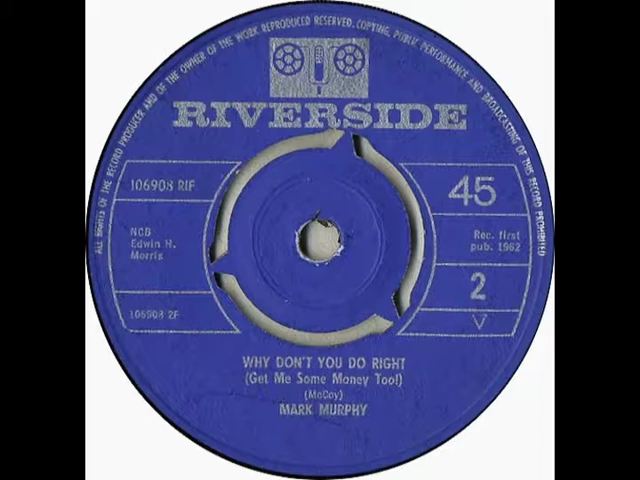 ALL RIGHTS OF THE RECORD PRODUCER AND OF THE OWNER OF THE WORK REPRODUCED RESERVED. COPYING, PUBLIC PERFORMANCE AND BROADCASTING OF THIS RECORD PROHIBITED
RIVERSIDE
106908 RIF
45
NCB
Edwin H.
Morris
Rec. first
pub. 1962
2
106908 2F
WHY DON'T YOU DO RIGHT
(Get Me Some Money Too!)
(McCoy)
MARK MURPHY